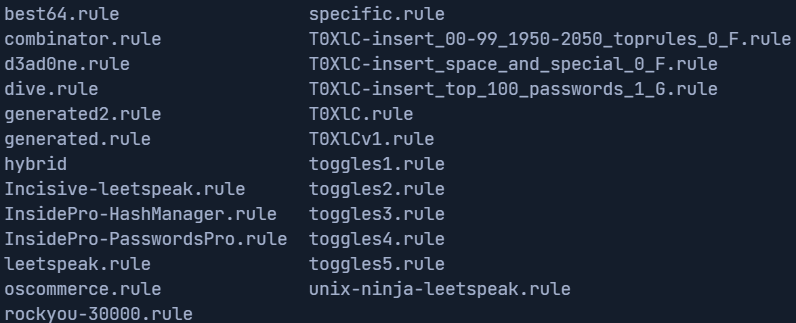 best64.rule specific.rule
combinator.rule T0XlC-insert_00-99_1950-2050_toprules_0_F.rule
d3ad0ne.rule T0XlC-insert_space_and_special_0_F.rule
dive.rule T0XlC-insert_top_100_passwords_1_G.rule
generated2.rule T0XlC.rule
generated.rule T0XlCv1.rule
hybrid toggles1.rule
Incisive-leetspeak.rule toggles2.rule
InsidePro-HashManager.rule toggles3.rule
InsidePro-PasswordsPro.rule toggles4.rule
leetspeak.rule toggles5.rule
oscommerce.rule unix-ninja-leetspeak.rule
rockyou-30000.rule